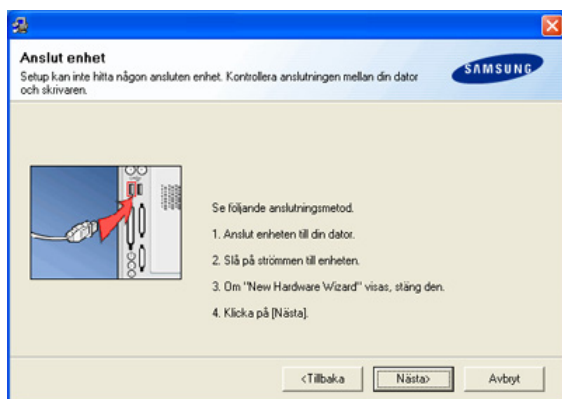 Anslut enhet
Setup kan inte hitta någon ansluten enhet. Kontrollera anslutningen mellan din dator
och skrivaren.
SAMSUNG
Se följande anslutningsmetod.
1. Anslut enheten till din dator.
2. Slå på strömmen till enheten.
3. Om "New Hardware Wizard" visas, stäng den.
4. Klicka på [Nästa].
<Tillbaka
Nästa>
Avbryt